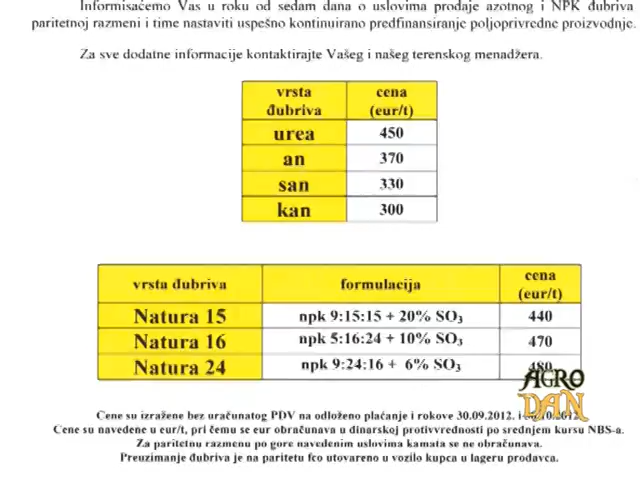 Informisaćemo Vas u roku od sedam dana o uslovima prodaje azotnog i NPK đubriva
paritetnoj razmeni i time nastaviti uspešno kontinuirano predfinansiranje poljoprivredne proizvodnje.
Za sve dodatne informacije kontaktirajte Vašeg i našeg terenskog menadžera.
vrsta đubriva cena (eur/t)
urea 450
an 370
san 330
kan 300
vrsta đubriva formulacija cena (eur/t)
Natura 15 npk 9:15:15 + 20% SO₃ 440
Natura 16 npk 5:16:24 + 10% SO₃ 470
Natura 24 npk 9:24:16 + 6% SO₃ 480
AGRO
DAN
Cene su izražene bez uračunatog PDV na odloženo plaćanje i rokove 30.09.2012. i
Cene su navedene u eur/t, pri čemu se eur obračunava u dinarskoj protivvrednosti po srednjem kursu NBS-a.
Za paritetnu razmenu po gore navedenim uslovima kamata se ne obračunava.
Preuzimanje đubriva je na paritetu fco utovareno u vozilo kupca u lageru prodavca.